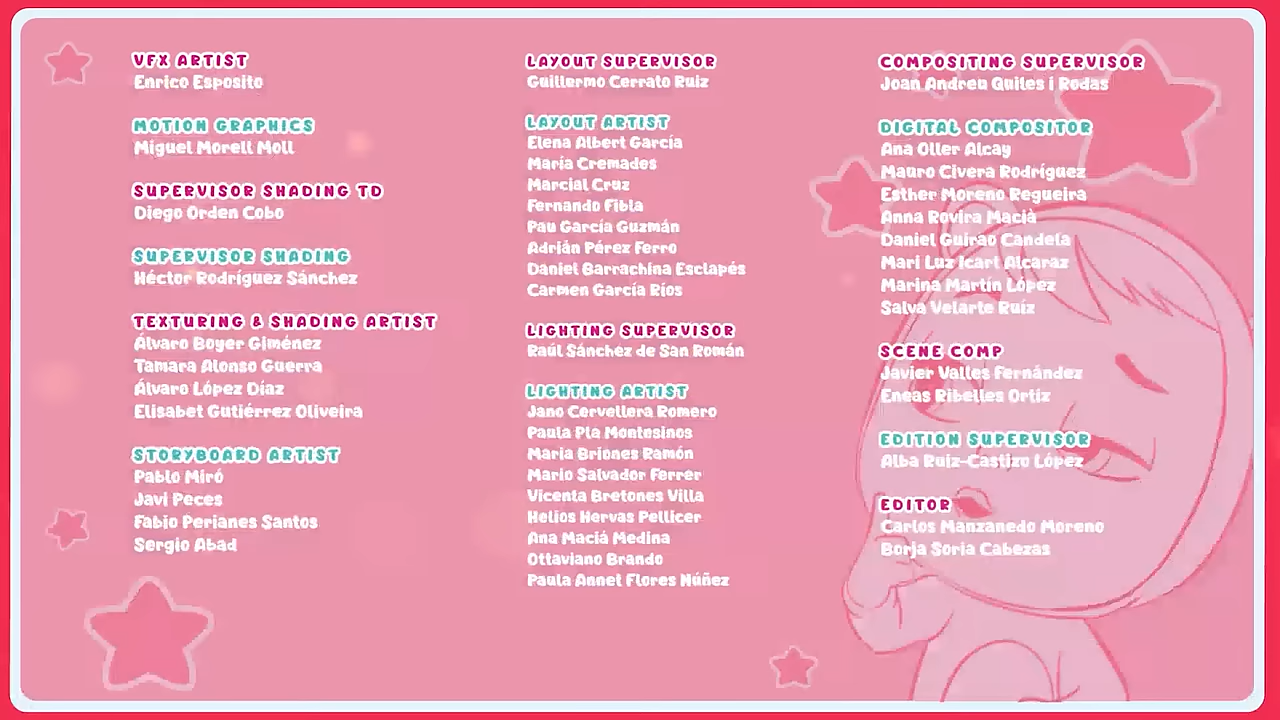 VFX ARTIST
Enrico Esposito
MOTION GRAPHICS
Miguel Morell Moll
SUPERVISOR SHADING TD
Diego Orden Cobo
SUPERVISOR SHADING
Héctor Rodríguez Sánchez
TEXTURING & SHADING ARTIST
Álvaro Boyer Giménez
Tamara Alonso Guerra
Álvaro López Díaz
Elisabet Gutiérrez Oliveira
STORYBOARD ARTIST
Pablo Miró
Javi Peces
Fabio Perianes Santos
Sergio Abad
LAYOUT SUPERVISOR
Guillermo Cerrato Ruiz
LAYOUT ARTIST
Elena Albert García
María Cremades
Marcial Cruz
Fernando Fibla
Pau García Guzmán
Adrián Pérez Ferro
Daniel Barrachina Esclapés
Carmen García Ríos
LIGHTING SUPERVISOR
Raúl Sánchez de San Román
LIGHTING ARTIST
Jano Cervellera Romero
Paula Pla Montesinos
Maria Briones Ramón
Mario Salvador Ferrer
Vicenta Bretones Villa
Helios Hervas Pellicer
Ana Maciá Medina
Ottaviano Brando
Paula Annet Flores Núñez
COMPOSITING SUPERVISOR
Joan Andreu Quiles i Rodas
DIGITAL COMPOSITOR
Ana Oller Alcay
Mauro Civera Rodríguez
Esther Moreno Regueira
Anna Rovira Macià
Daniel Guirao Candela
Mari Luz Icart Alcaraz
Marina Martín López
Salva Velarte Ruíz
SCENE COMP
Javier Valles Fernández
Eneas Ribelles Ortiz
EDITION SUPERVISOR
Alba Ruiz-Castizo López
EDITOR
Carlos Manzanedo Moreno
Borja Soria Cabezas